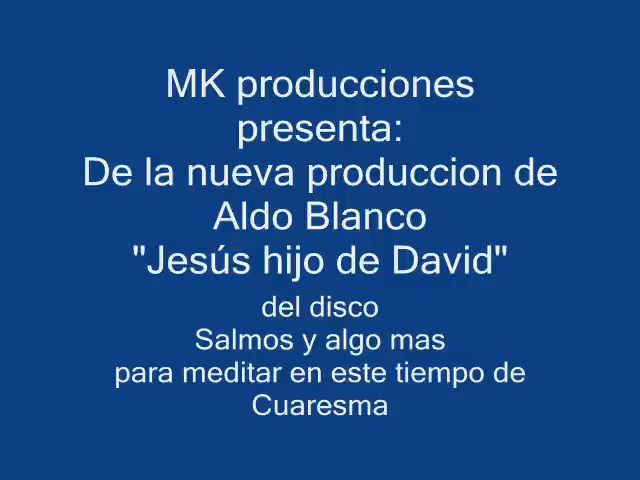 MK producciones
presenta:
De la nueva produccion de
Aldo Blanco
"Jesús hijo de David"
del disco
Salmos y algo mas
para meditar en este tiempo de
Cuaresma